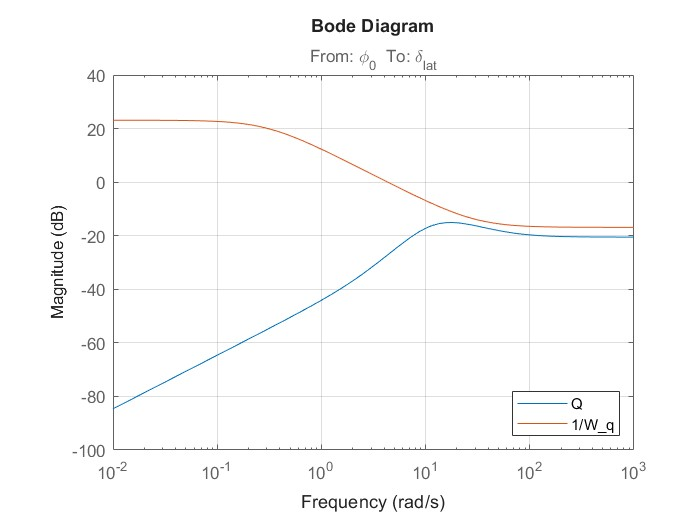 Bode Diagram
From: ϕ₀ To: δ_lat
40
20
0
-20
-40
-60
-80
-100
Magnitude (dB)
10⁻²
10⁻¹
10⁰
10¹
10²
10³
Frequency (rad/s)
Q
1/W_q